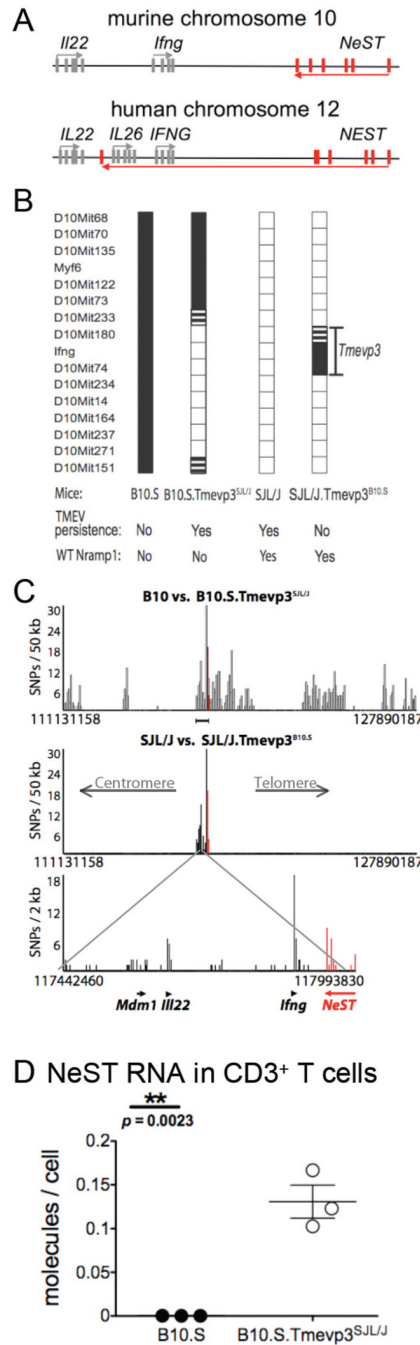 A
murine chromosome 10
Il22 Ifng NeST
human chromosome 12
IL22 IL26 IFNG NEST
B
D10Mit68
D10Mit70
D10Mit135
Myf6
D10Mit122
D10Mit73
D10Mit233
D10Mit180
Ifng
D10Mit74
D10Mit234
D10Mit14
D10Mit164
D10Mit237
D10Mit271
D10Mit151
Tmevp3
Mice: B10.S B10.S.Tmevp3SJL/J SJL/J SJL/J.Tmevp3B10.S
TMEV
persistence: No Yes Yes No
WT Nramp1: No No Yes Yes
C
B10 vs. B10.S.Tmevp3SJL/J
SNPs / 50 kb
30
24
18
12
6
111131158 127890187
SJL/J vs. SJL/J.Tmevp3B10.S
SNPs / 50 kb
30
24
18
12
6
0
Centromere Telomere
111131158 127890187
SNPs / 2 kb
18
12
6
117442460 117993830
Mdm1 Ill22 Ifng NeST
D NeST RNA in CD3+ T cells
**
p = 0.0023
molecules / cell
0.2
0.15
0.1
0.05
0
B10.S B10.S.Tmevp3SJL/J